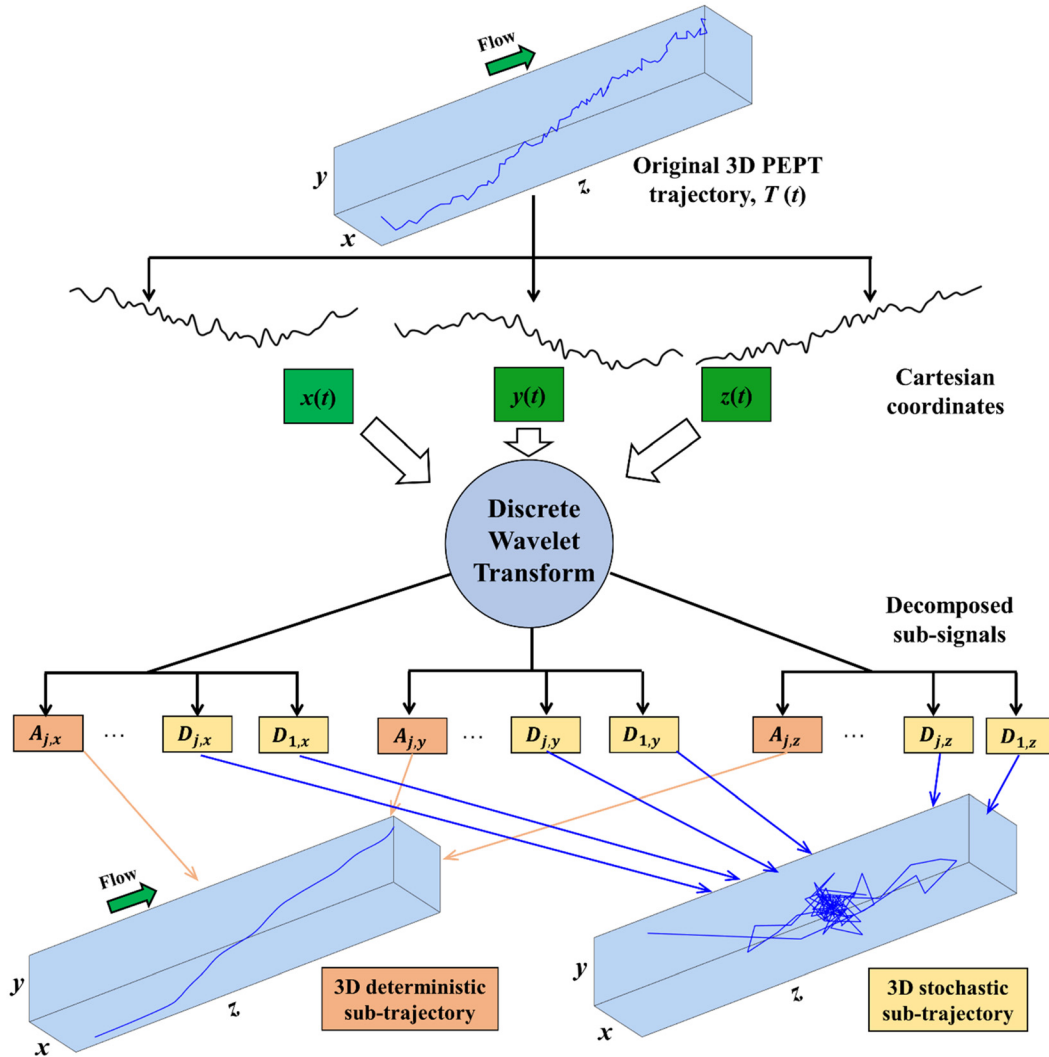 Flow
y
x
z
Original 3D PEPT
trajectory, T (t)
x(t)
y(t)
z(t)
Cartesian
coordinates
Discrete
Wavelet
Transform
Decomposed
sub-signals
A_{j,x} ... D_{j,x} D_{1,x} A_{j,y} ... D_{j,y} D_{1,y} A_{j,z} ... D_{j,z} D_{1,z}
Flow
y
x
z
3D deterministic
sub-trajectory
y
x
z
3D stochastic
sub-trajectory